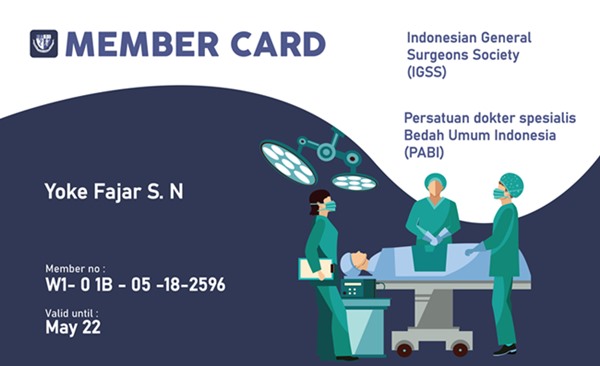 MEMBER CARD
Indonesian General
Surgeons Society
(IGSS)
Persatuan dokter spesialis
Bedah Umum Indonesia
(PABI)
Yoke Fajar S. N
Member no :
W1- 0 1B - 05 -18-2596
Valid until :
May 22